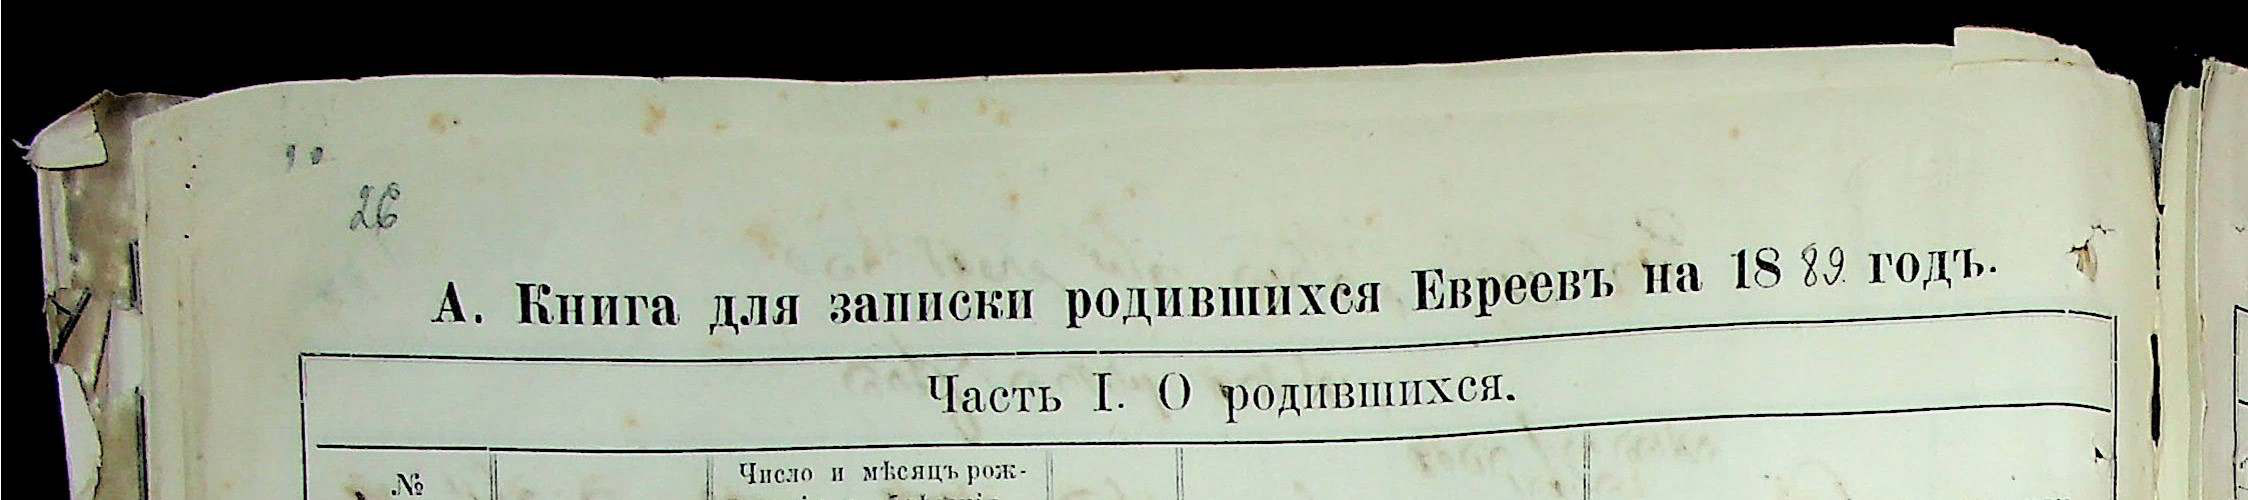 26
А. Книга для записки родившихся Евреевъ на 1889 годъ.
Часть I. О родившихся.
№
Число и мѣсяцъ рож-